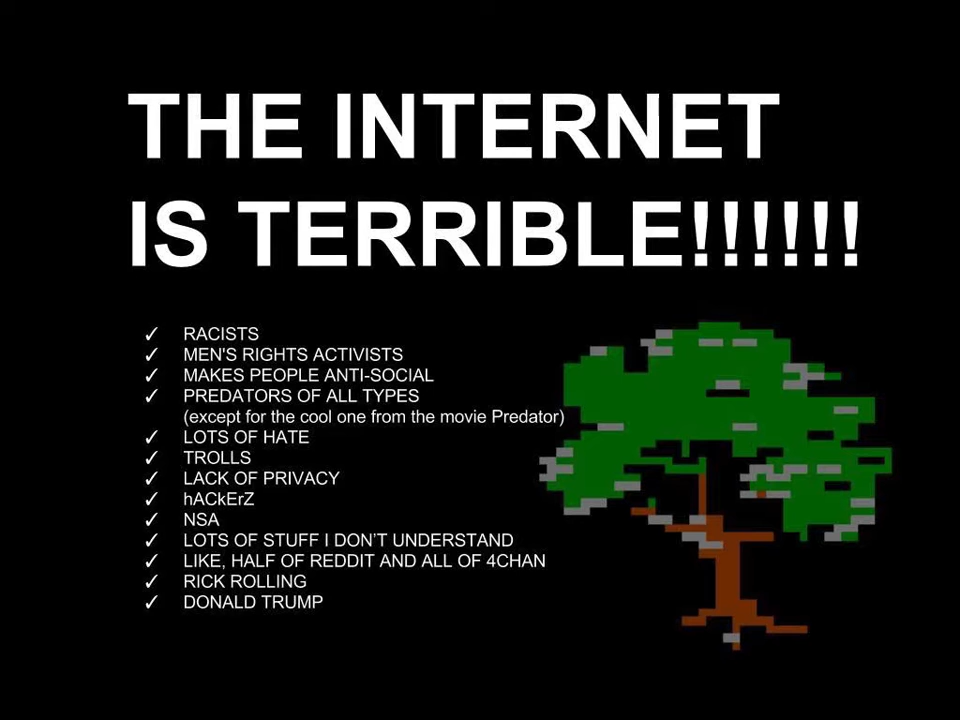 THE INTERNET
IS TERRIBLE!!!!!!
✓ RACISTS
✓ MEN'S RIGHTS ACTIVISTS
✓ MAKES PEOPLE ANTI-SOCIAL
✓ PREDATORS OF ALL TYPES
(except for the cool one from the movie Predator)
✓ LOTS OF HATE
✓ TROLLS
✓ LACK OF PRIVACY
✓ hACkErZ
✓ NSA
✓ LOTS OF STUFF I DON'T UNDERSTAND
✓ LIKE, HALF OF REDDIT AND ALL OF 4CHAN
✓ RICK ROLLING
✓ DONALD TRUMP